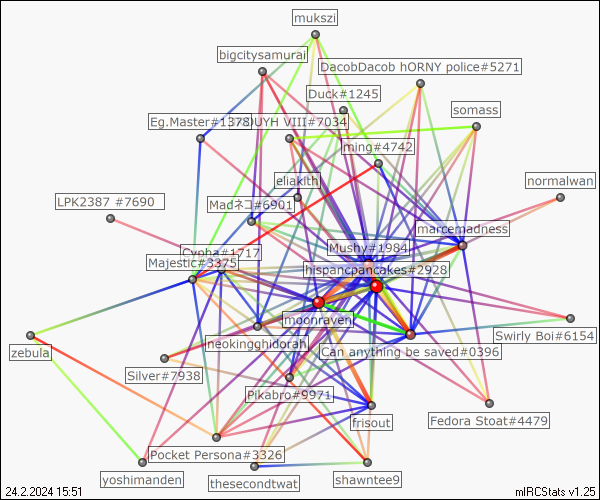 mukszi
bigcitysamurai
DacobDacob hORNY police#5271
Duck#1245
somass
Eg.Master#1378
VIII#7034
ming#4742
eliakith
normalwan
LPK2387 #7690
Madネコ#6901
marcemadness
Mushy#1984
Cypha#1717
Majestic#3375
hispancpancakes#2928
moonraven
neokingghidorah
Swirly Boi#6154
zebula
Can anything be saved#0396
Silver#7938
Pikabro#9971
frisout
Fedora Stoat#4479
Pocket Persona#3326
yoshimanden
thesecondtwat
shawntee9
24.2.2024 15:51
mIRCStats v1.25